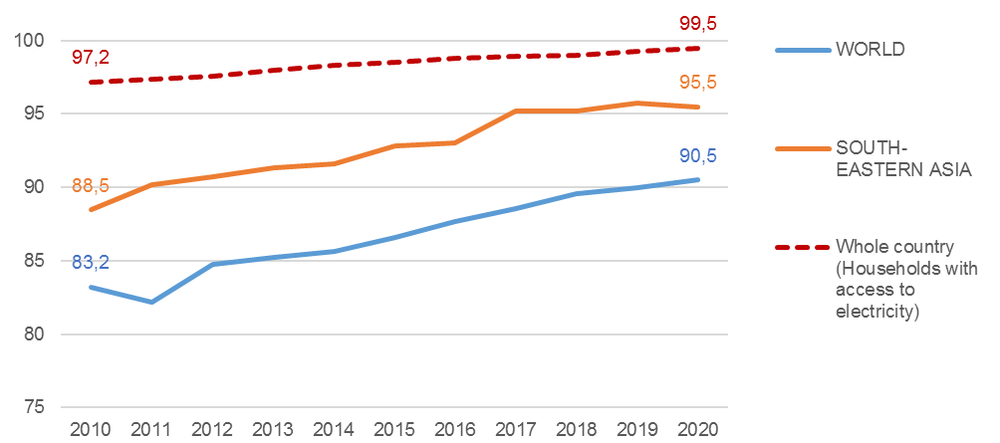 99,5
100
97,2
WORLD
95,5
95
SOUTH-
EASTERN ASIA
90,5
88,5
90
Whole country
(Households with
access to
electricity)
83,2
85
80
75
2010 2011 2012 2013 2014 2015 2016 2017 2018 2019 2020